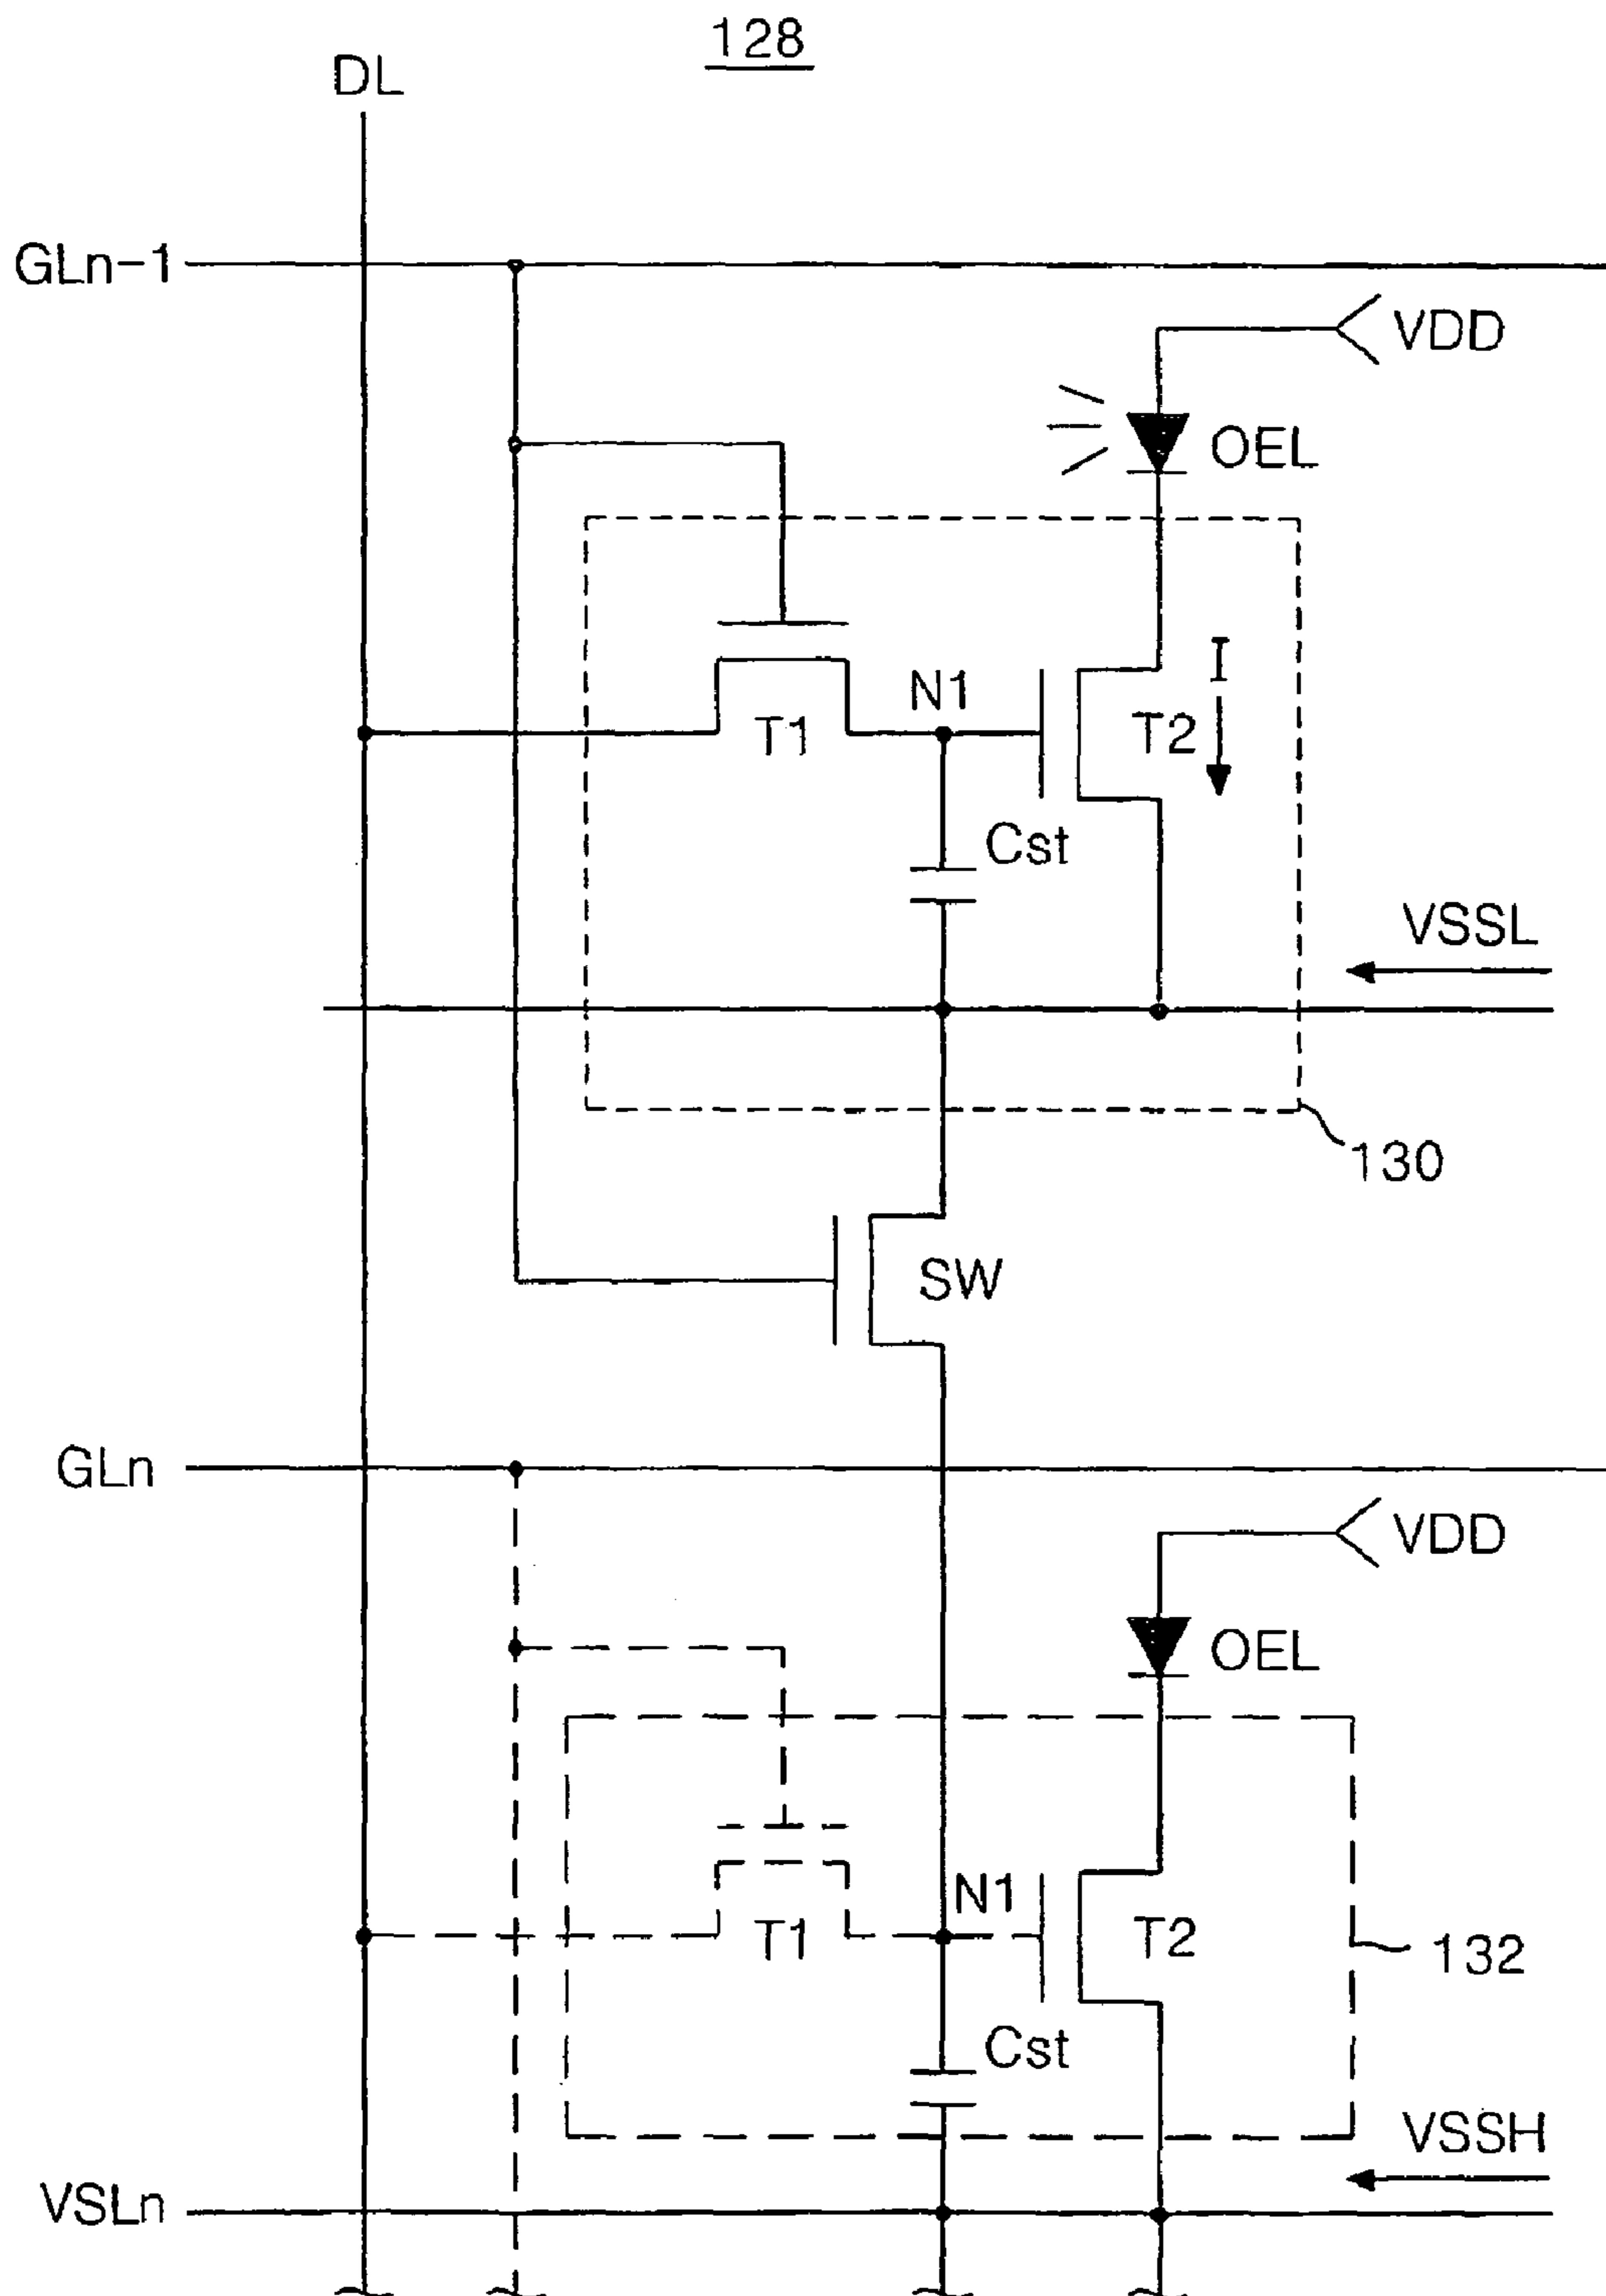 128
DL
GLn-1
VDD
OEL
I
N1
T1
T2
Cst
VSSL
130
SW
GLn
VDD
OEL
N1
T1
T2
132
Cst
VSSH
VSLn